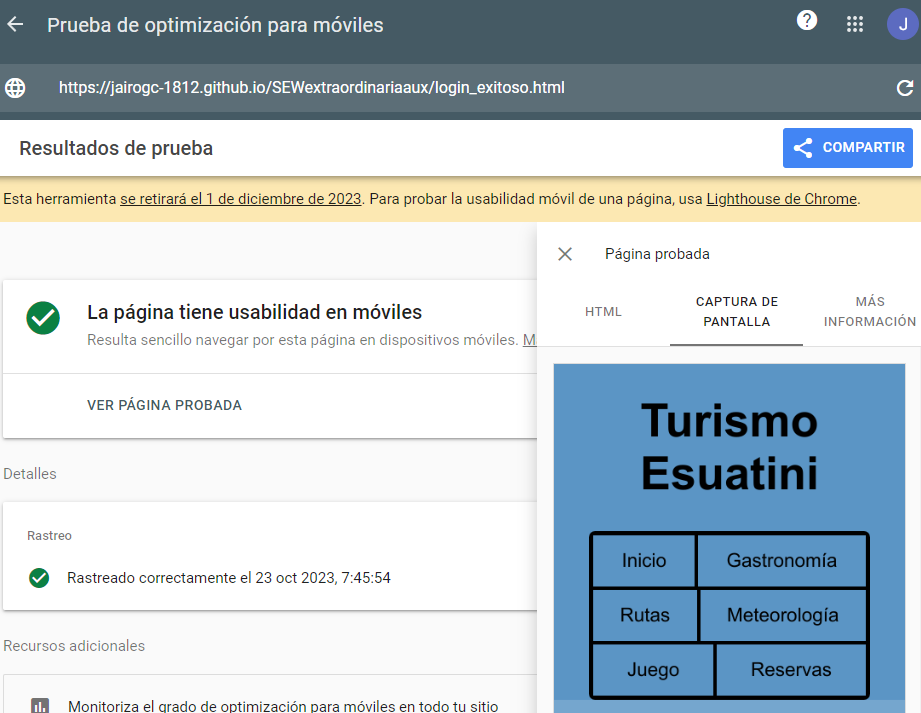 Prueba de optimización para móviles
J
https://jairogc-1812.github.io/SEWextraordinariaaux/login_exitoso.html
Resultados de prueba
COMPARTIR
Esta herramienta se retirará el 1 de diciembre de 2023. Para probar la usabilidad móvil de una página, usa Lighthouse de Chrome.
La página tiene usabilidad en móviles
Resulta sencillo navegar por esta página en dispositivos móviles. M
VER PÁGINA PROBADA
Detalles
Rastreo
Rastreado correctamente el 23 oct 2023, 7:45:54
Recursos adicionales
Monitoriza el grado de optimización para móviles en todo tu sitio
Página probada
HTML
CAPTURA DE
PANTALLA
MÁS
INFORMACIÓN
Turismo
Esuatini
Inicio
Gastronomía
Rutas
Meteorología
Juego
Reservas